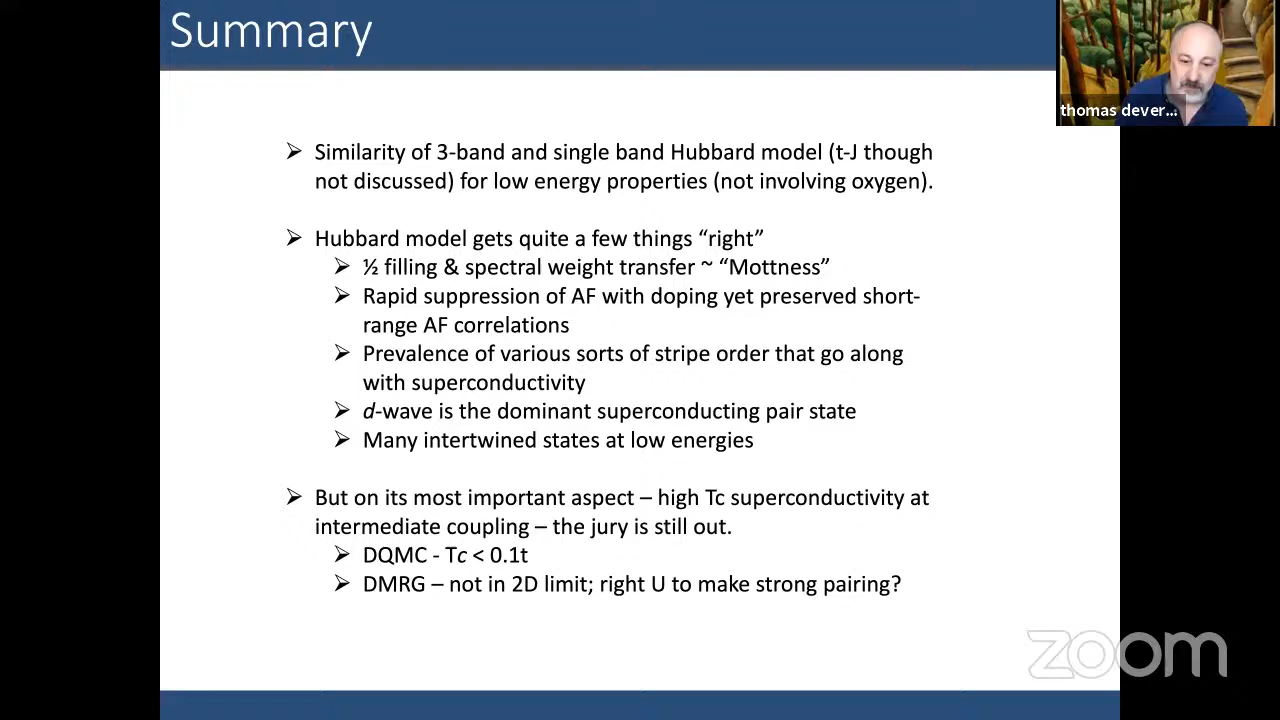 Summary
thomas dever...
➢ Similarity of 3-band and single band Hubbard model (t-J though
not discussed) for low energy properties (not involving oxygen).
➢ Hubbard model gets quite a few things “right”
➢ ½ filling & spectral weight transfer ~ “Mottness”
➢ Rapid suppression of AF with doping yet preserved short-
range AF correlations
➢ Prevalence of various sorts of stripe order that go along
with superconductivity
➢ d-wave is the dominant superconducting pair state
➢ Many intertwined states at low energies
➢ But on its most important aspect – high Tc superconductivity at
intermediate coupling – the jury is still out.
➢ DQMC - Tc < 0.1t
➢ DMRG – not in 2D limit; right U to make strong pairing?
zoom